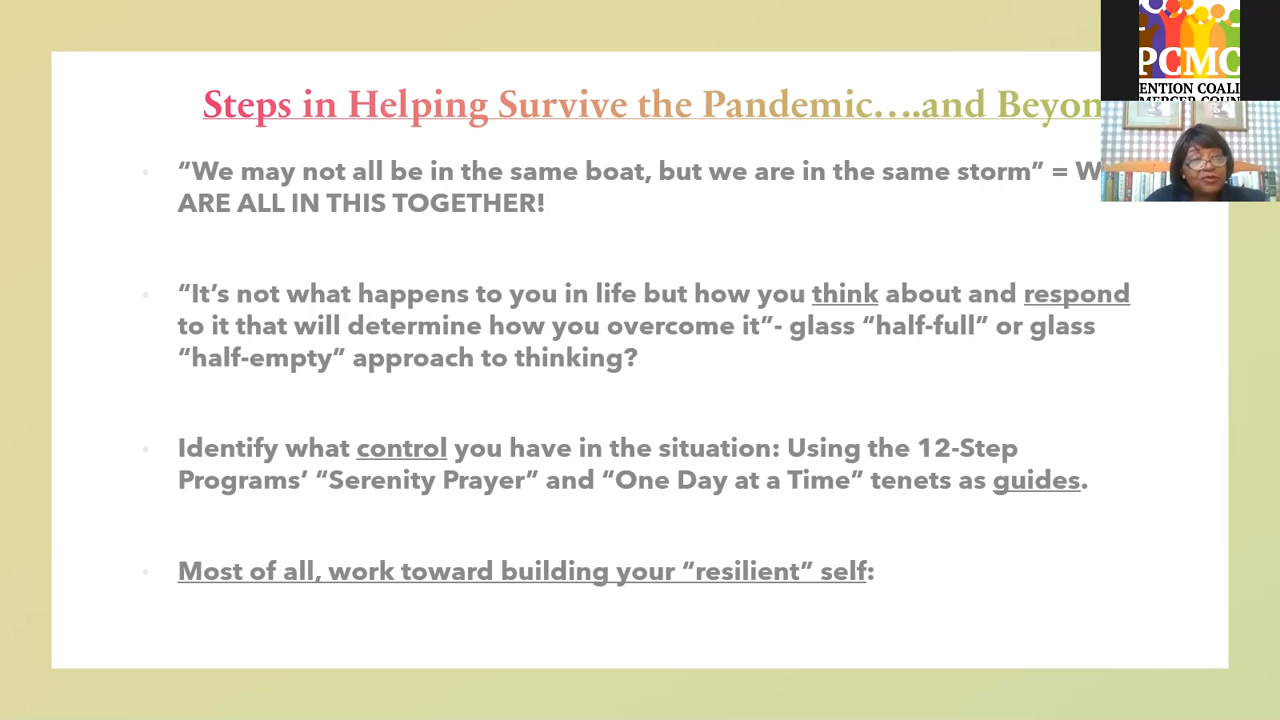 Steps in Helping Survive the Pandemic….and Beyon
“We may not all be in the same boat, but we are in the same storm” = W
ARE ALL IN THIS TOGETHER!
“It’s not what happens to you in life but how you think about and respond
to it that will determine how you overcome it”- glass “half-full” or glass
“half-empty” approach to thinking?
Identify what control you have in the situation: Using the 12-Step
Programs’ “Serenity Prayer” and “One Day at a Time” tenets as guides.
Most of all, work toward building your “resilient” self:
PCMC
ENTION COALI
MERCER COUN